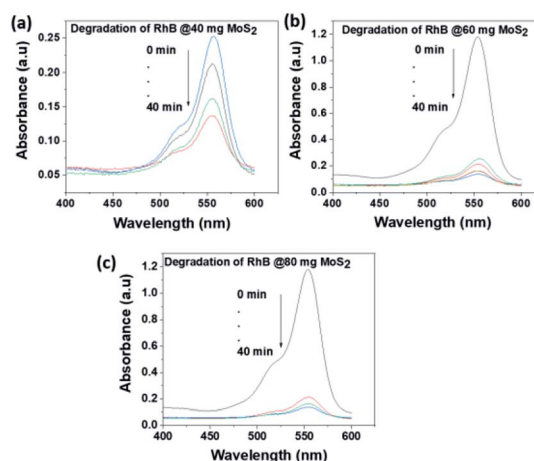 (a)
Degradation of RhB @40 mg MoS2
0.25
0.20
0.15
0.10
0.05
0 min
40 min
400 450 500 550 600
Wavelength (nm)
Absorbance (a.u)
(b)
Degradation of RhB @60 mg MoS2
1.2
1.0
0.8
0.6
0.4
0.2
0.0
0 min
40 min
400 450 500 550 600
Wavelength (nm)
Absorbance (a.u)
(c)
Degradation of RhB @80 mg MoS2
1.2
1.0
0.8
0.6
0.4
0.2
0.0
0 min
40 min
400 450 500 550 600
Wavelength (nm)
Absorbance (a.u)